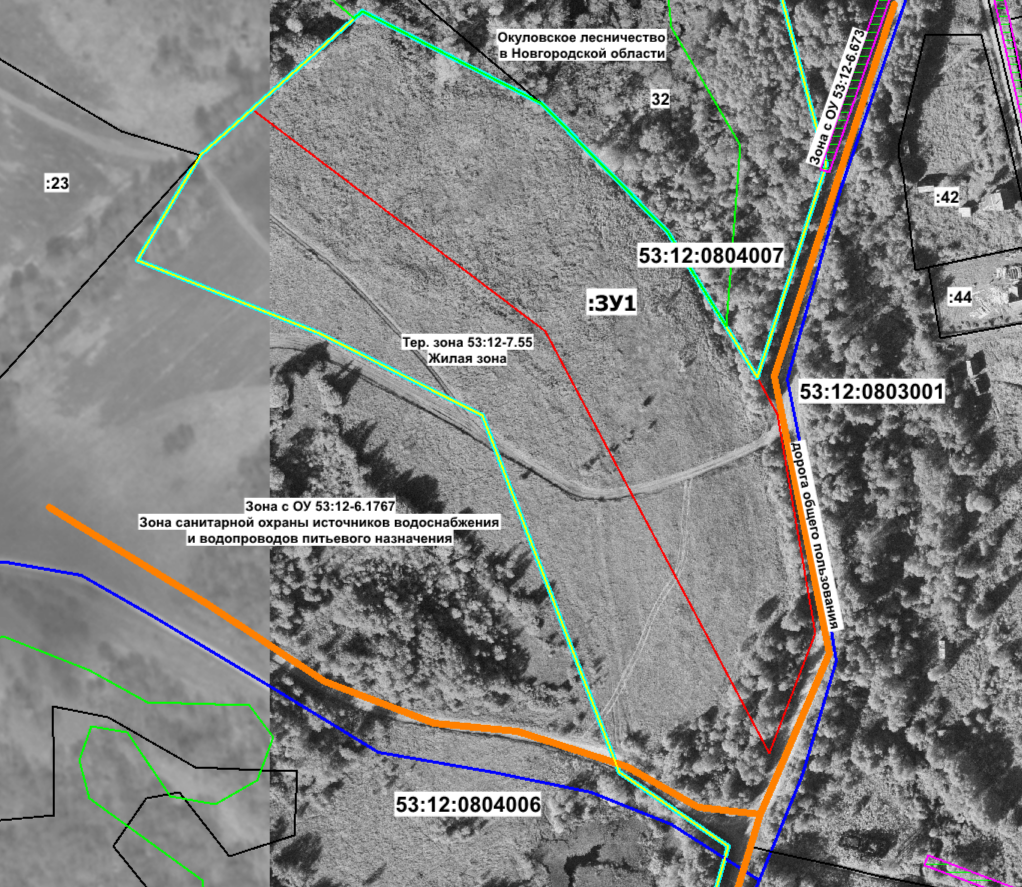 Окуловское лесничество
в Новгородской области
32
Зона с ОУ 53:12-6.673
:23
:42
53:12:0804007
:ЗУ1
:44
Тер. зона 53:12-7.55
Жилая зона
53:12:0803001
дорога общего пользования
Зона с ОУ 53:12-6.1767
Зона санитарной охраны источников водоснабжения
и водопроводов питьевого назначения
53:12:0804006